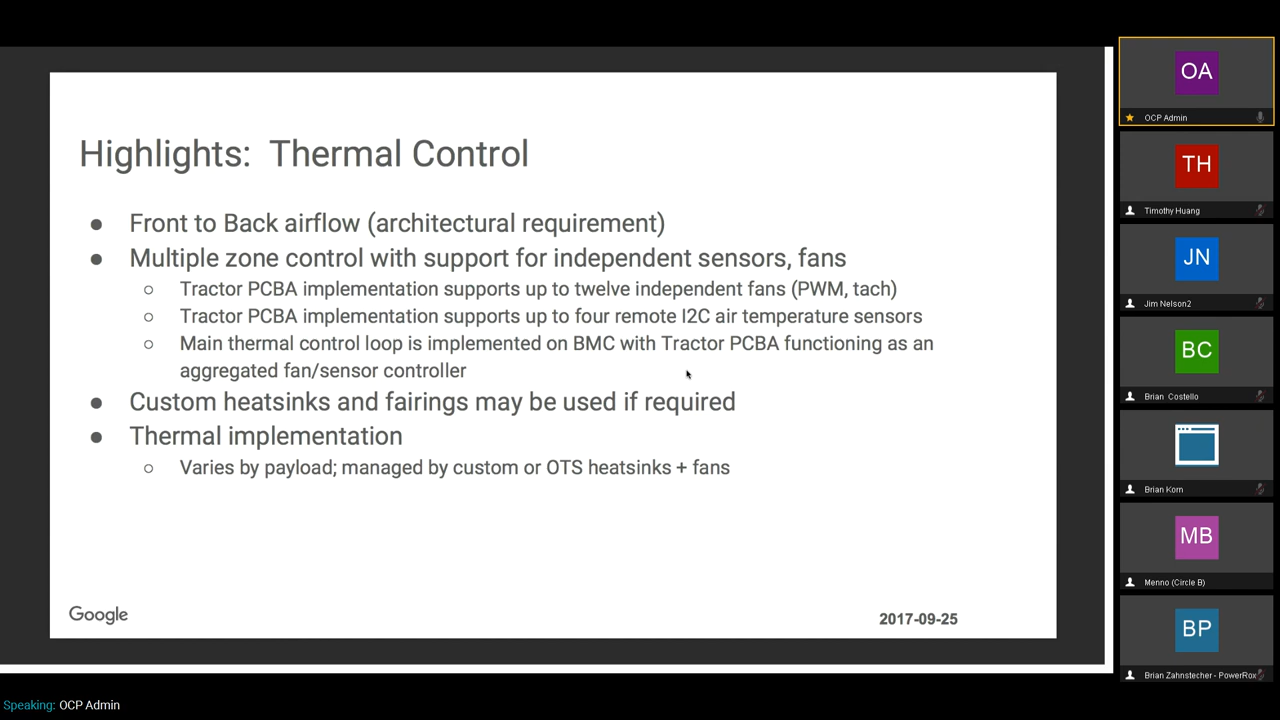 Highlights:  Thermal Control
● Front to Back airflow (architectural requirement)
● Multiple zone control with support for independent sensors, fans
○ Tractor PCBA implementation supports up to twelve independent fans (PWM, tach)
○ Tractor PCBA implementation supports up to four remote I2C air temperature sensors
○ Main thermal control loop is implemented on BMC with Tractor PCBA functioning as an
aggregated fan/sensor controller
● Custom heatsinks and fairings may be used if required
● Thermal implementation
○ Varies by payload; managed by custom or OTS heatsinks + fans
Google
2017-09-25
OA
OCP Admin
TH
Timothy Huang
JN
Jim Nelson2
BC
Brian Costello
Brian Korn
MB
Menno (Circle B)
BP
Brian Zahnstecher - PowerRox
Speaking: OCP Admin